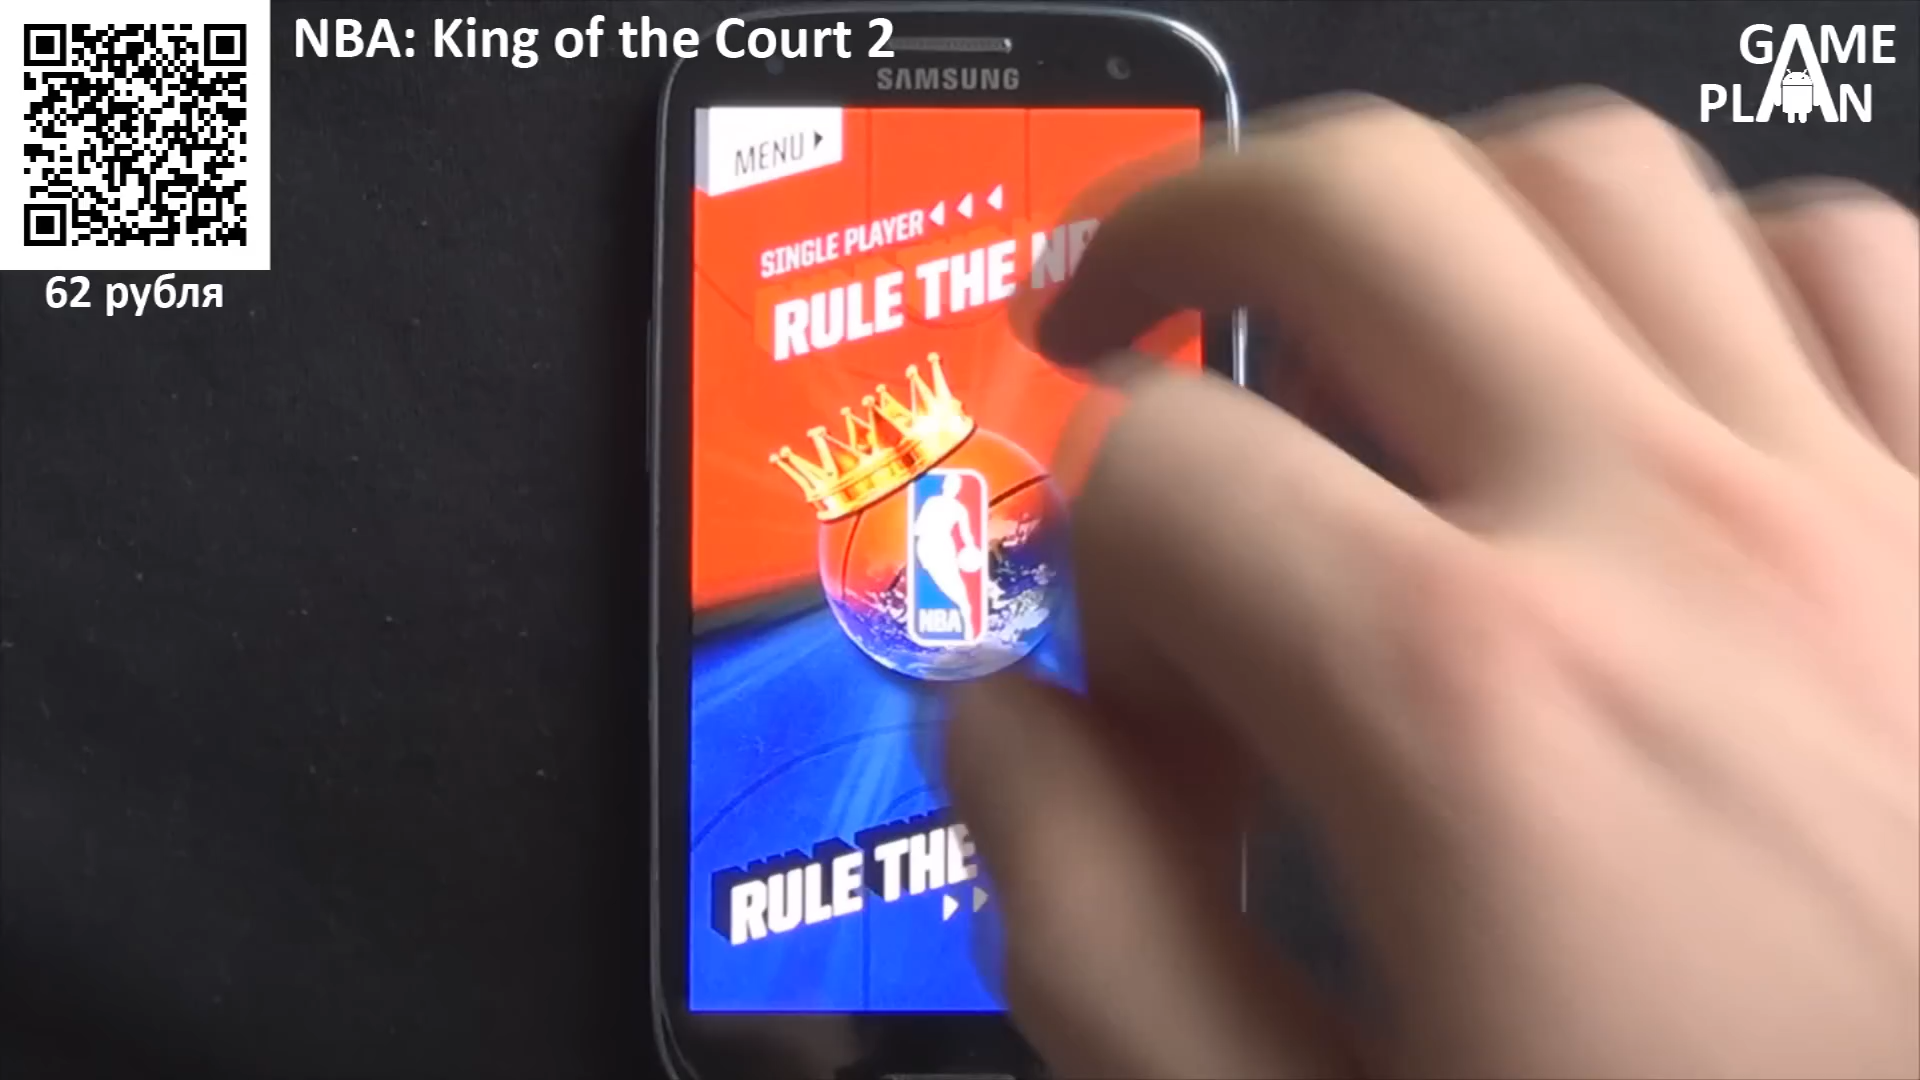 NBA: King of the Court 2
GAME
PLAN
62 рубля
SAMSUNG
MENU
SINGLE PLAYER
RULE THE
NBA
RULE THE